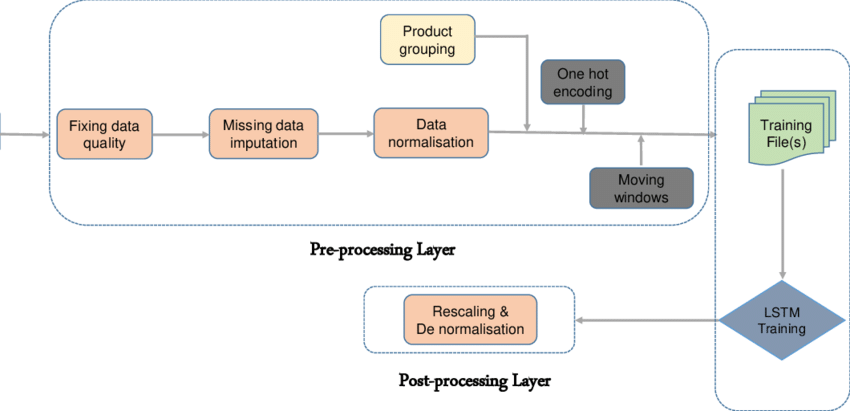 Product
grouping
One hot
encoding
Fixing data
quality
Missing data
imputation
Data
normalisation
Training
File(s)
Moving
windows
Pre-processing Layer
Rescaling &
De normalisation
LSTM
Training
Post-processing Layer